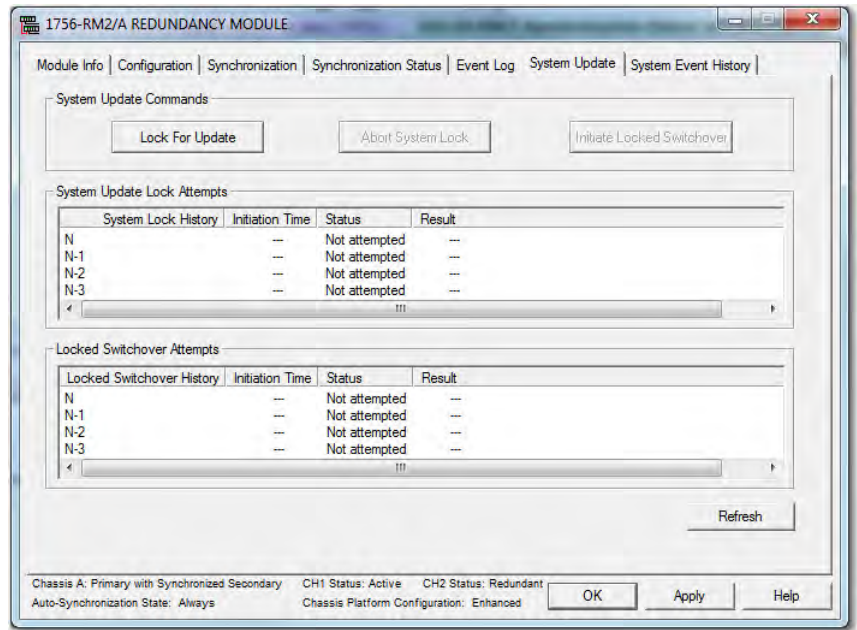 1756-RM2/A REDUNDANCY MODULE
Module Info Configuration Synchronization Synchronization Status Event Log System Update System Event History
System Update Commands
Lock For Update Abort System Lock Initiate Locked Switchover
System Update Lock Attempts
System Lock History Initiation Time Status Result
N --- Not attempted ---
N-1 --- Not attempted ---
N-2 --- Not attempted ---
N-3 --- Not attempted ---
Locked Switchover Attempts
Locked Switchover History Initiation Time Status Result
N --- Not attempted ---
N-1 --- Not attempted ---
N-2 --- Not attempted ---
N-3 --- Not attempted ---
Refresh
Chassis A: Primary with Synchronized Secondary CH1 Status: Active CH2 Status: Redundant
Auto-Synchronization State: Always Chassis Platform Configuration: Enhanced
OK Apply Help